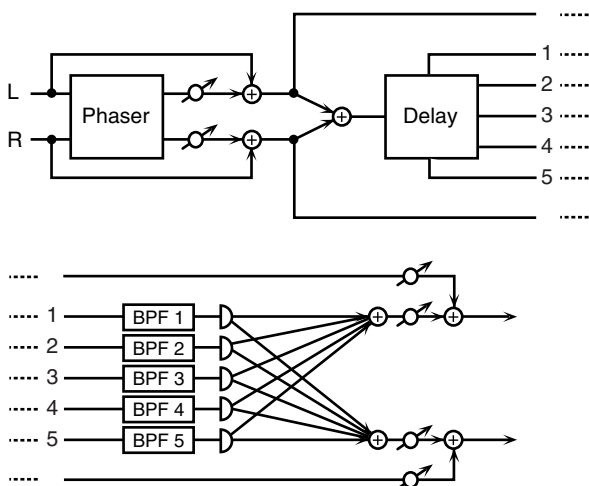 1
L
Phaser
2
Delay
3
R
4
5
1 BPF 1
2 BPF 2
3 BPF 3
4 BPF 4
5 BPF 5